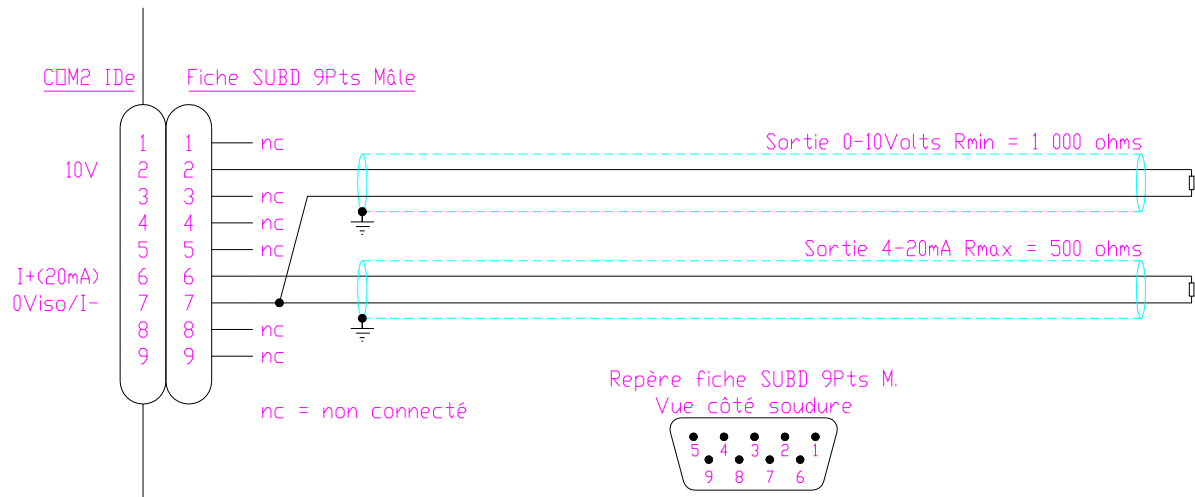 COM2 IDe Fiche SUBD 9Pts Mâle
1 1 nc
Sortie 0-10Volts Rmin = 1 000 ohms
10V 2 2
3 3 nc
4 4 nc
5 5 nc
Sortie 4-20mA Rmax = 500 ohms
I+(20mA) 6 6
0Viso/I- 7 7
8 8 nc
9 9 nc
Repère fiche SUBD 9Pts M.
Vue côté soudure
nc = non connecté
5 4 3 2 1
9 8 7 6